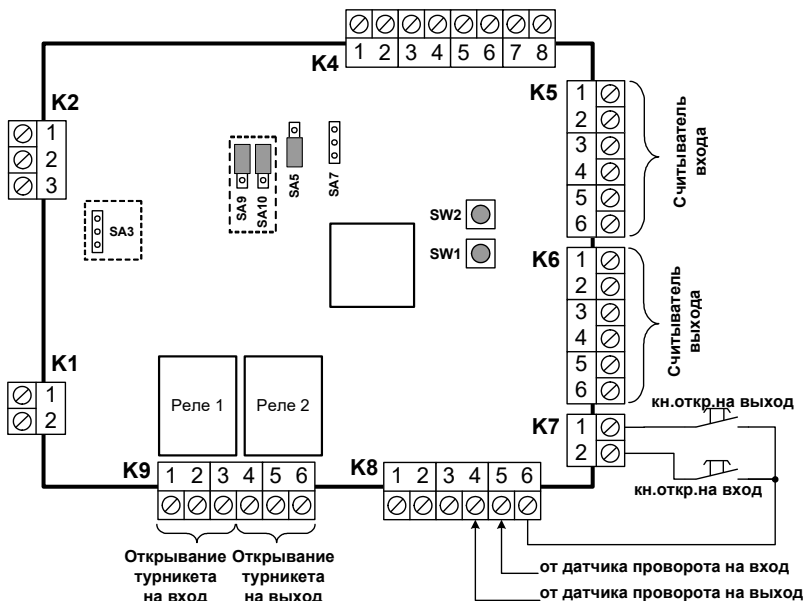 K4
1 2 3 4 5 6 7 8
K2
1
2
3
K5
1
2
3
4
5
6
Считыватель
входа
SA9
SA10
SA5
SA7
SA3
SW2
SW1
K6
1
2
3
4
5
6
Считыватель
выхода
K1
1
2
Реле 1
Реле 2
K7
1
2
кн.откр.на выход
кн.откр.на вход
K9
1 2 3 4 5 6
K8
1 2 3 4 5 6
Открывание
турникета
на вход
Открывание
турникета
на выход
от датчика проворота на вход
от датчика проворота на выход